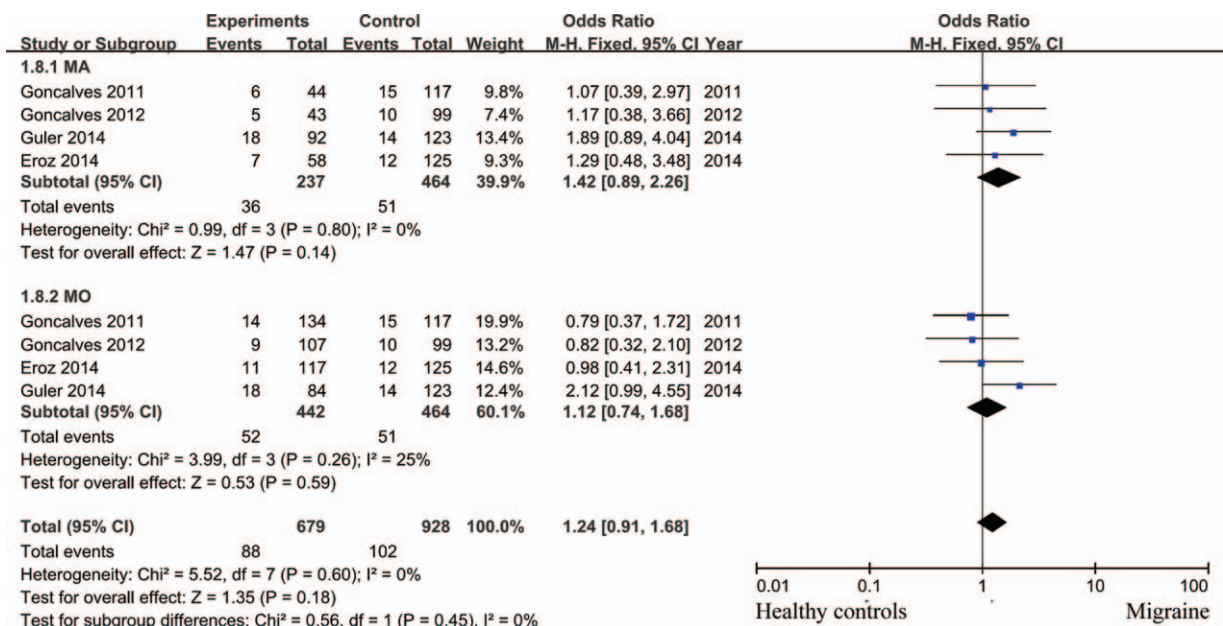 Experiments Control Odds Ratio Odds Ratio
Study or Subgroup Events Total Events Total Weight M-H. Fixed. 95% CI Year M-H. Fixed. 95% CI
1.8.1 MA
Goncalves 2011 6 44 15 117 9.8% 1.07 [0.39, 2.97] 2011
Goncalves 2012 5 43 10 99 7.4% 1.17 [0.38, 3.66] 2012
Guler 2014 18 92 14 123 13.4% 1.89 [0.89, 4.04] 2014
Eroz 2014 7 58 12 125 9.3% 1.29 [0.48, 3.48] 2014
Subtotal (95% CI) 237 464 39.9% 1.42 [0.89, 2.26]
Total events 36 51
Heterogeneity: Chi² = 0.99, df = 3 (P = 0.80); I² = 0%
Test for overall effect: Z = 1.47 (P = 0.14)
1.8.2 MO
Goncalves 2011 14 134 15 117 19.9% 0.79 [0.37, 1.72] 2011
Goncalves 2012 9 107 10 99 13.2% 0.82 [0.32, 2.10] 2012
Eroz 2014 11 117 12 125 14.6% 0.98 [0.41, 2.31] 2014
Guler 2014 18 84 14 123 12.4% 2.12 [0.99, 4.55] 2014
Subtotal (95% CI) 442 464 60.1% 1.12 [0.74, 1.68]
Total events 52 51
Heterogeneity: Chi² = 3.99, df = 3 (P = 0.26); I² = 25%
Test for overall effect: Z = 0.53 (P = 0.59)
Total (95% CI) 679 928 100.0% 1.24 [0.91, 1.68]
Total events 88 102
Heterogeneity: Chi² = 5.52, df = 7 (P = 0.60); I² = 0%
Test for overall effect: Z = 1.35 (P = 0.18)
Test for subgroup differences: Chi² = 0.56, df = 1 (P = 0.45), I² = 0%
0.01 0.1 1 10 100
Healthy controls Migraine